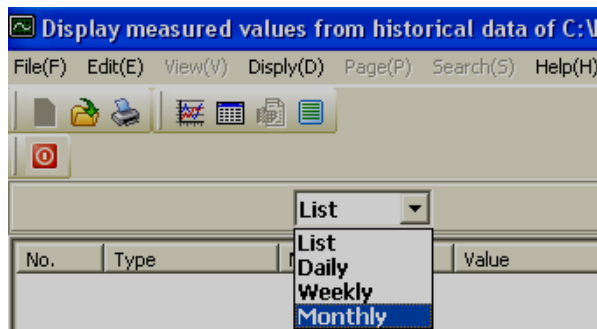 Display measured values from historical data of C:\
File(F) Edit(E) View(V) Disply(D) Page(P) Search(S) Help(H)
List
List
Daily
Weekly
Monthly
No. Type Value